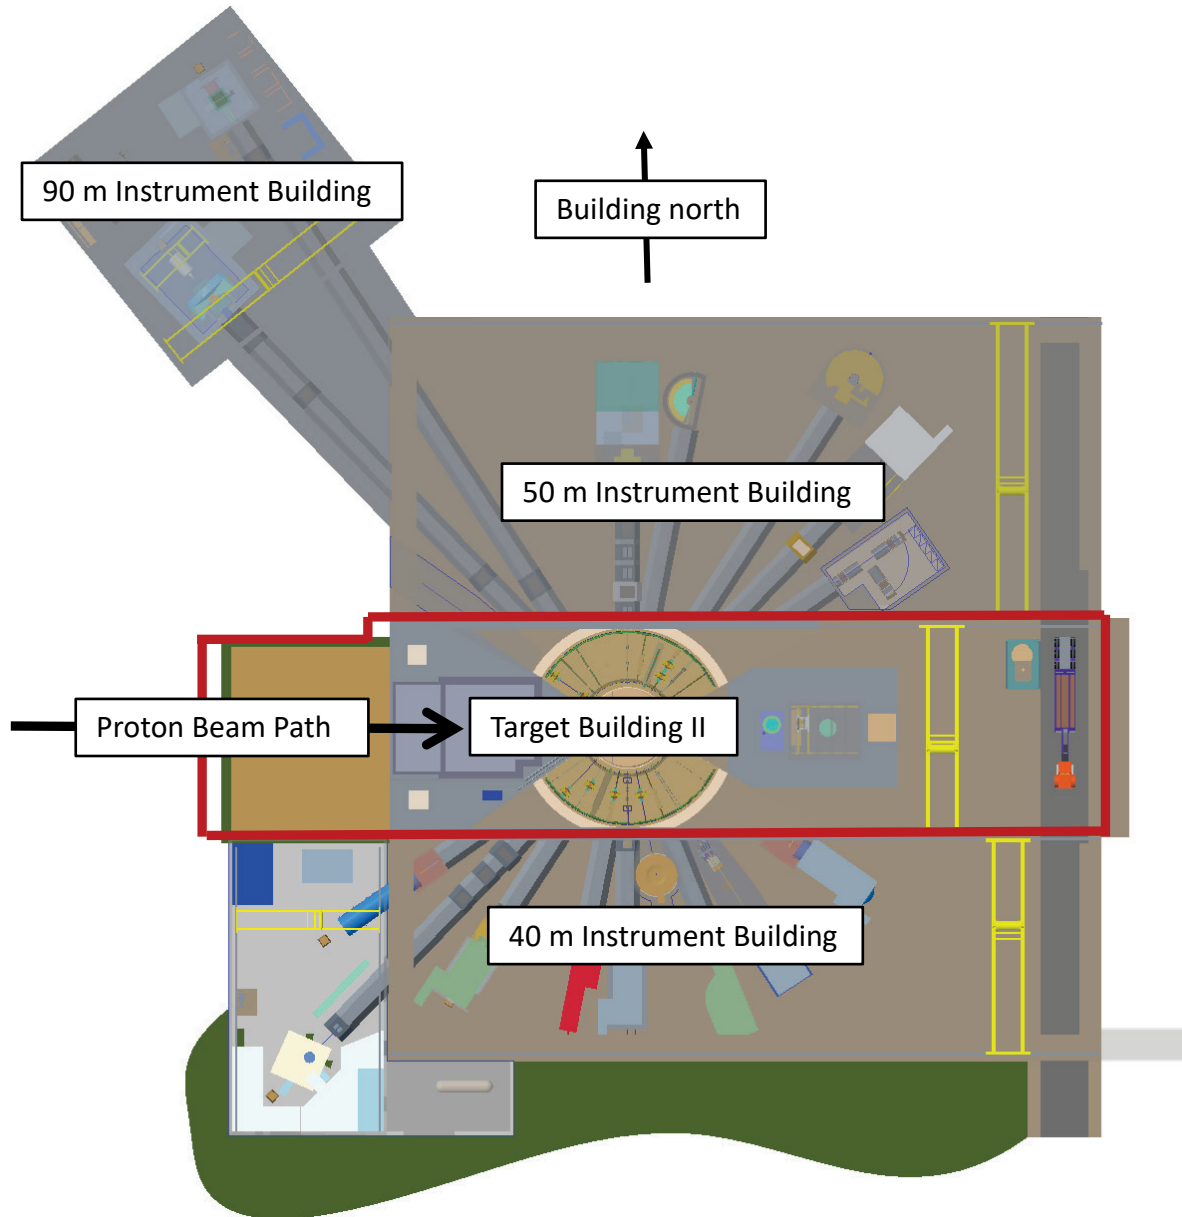 90 m Instrument Building
Building north
50 m Instrument Building
Proton Beam Path
Target Building II
40 m Instrument Building